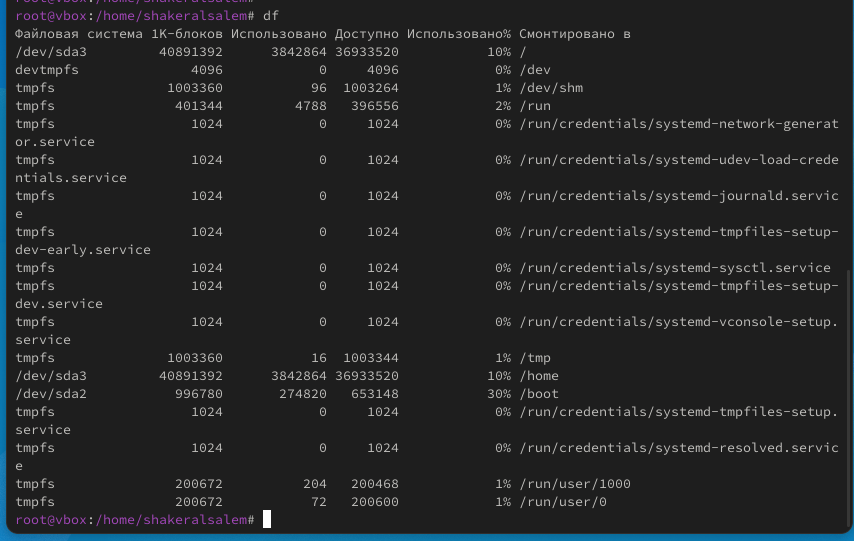 root@vbox:/home/shakeralsalem# df
Файловая система 1K-блоков Использовано Доступно Использовано% Смонтировано в
/dev/sda3         40891392      3842864 36933520           10% /
devtmpfs              4096            0     4096            0% /dev
tmpfs              1003360           96  1003264            1% /dev/shm
tmpfs               401344         4788   396556            2% /run
tmpfs                 1024            0     1024            0% /run/credentials/systemd-network-generat
or.service
tmpfs                 1024            0     1024            0% /run/credentials/systemd-udev-load-crede
ntials.service
tmpfs                 1024            0     1024            0% /run/credentials/systemd-journald.servic
e
tmpfs                 1024            0     1024            0% /run/credentials/systemd-tmpfiles-setup-
dev-early.service
tmpfs                 1024            0     1024            0% /run/credentials/systemd-sysctl.service
tmpfs                 1024            0     1024            0% /run/credentials/systemd-tmpfiles-setup-
dev.service
tmpfs                 1024            0     1024            0% /run/credentials/systemd-vconsole-setup.
service
tmpfs              1003360           16  1003344            1% /tmp
/dev/sda3         40891392      3842864 36933520           10% /home
/dev/sda2           996780       274820   653148           30% /boot
tmpfs                 1024            0     1024            0% /run/credentials/systemd-tmpfiles-setup.
service
tmpfs                 1024            0     1024            0% /run/credentials/systemd-resolved.servic
e
tmpfs               200672          204   200468            1% /run/user/1000
tmpfs               200672           72   200600            1% /run/user/0
root@vbox:/home/shakeralsalem#